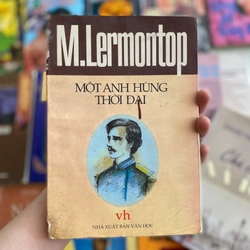 M.Lermontop
MỘT ANH HÙNG
THỜI ĐẠI
vh
NHÀ XUẤT BẢN VĂN HỌC